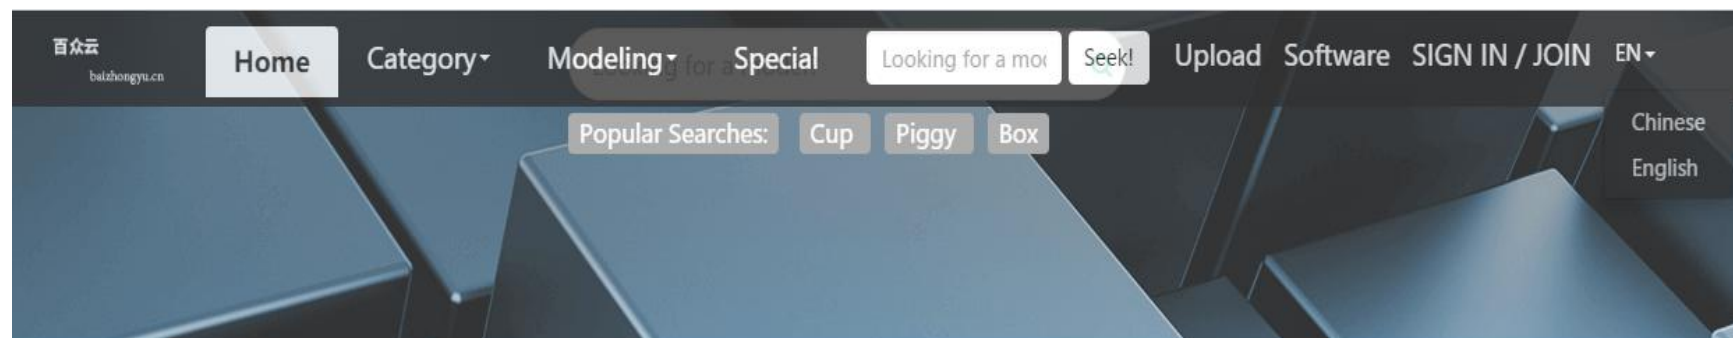 百众云
baizhongyu.cn
Home Category Modeling Special Looking for a mo Seek! Upload Software SIGN IN / JOIN EN
Popular Searches: Cup Piggy Box
Chinese
English